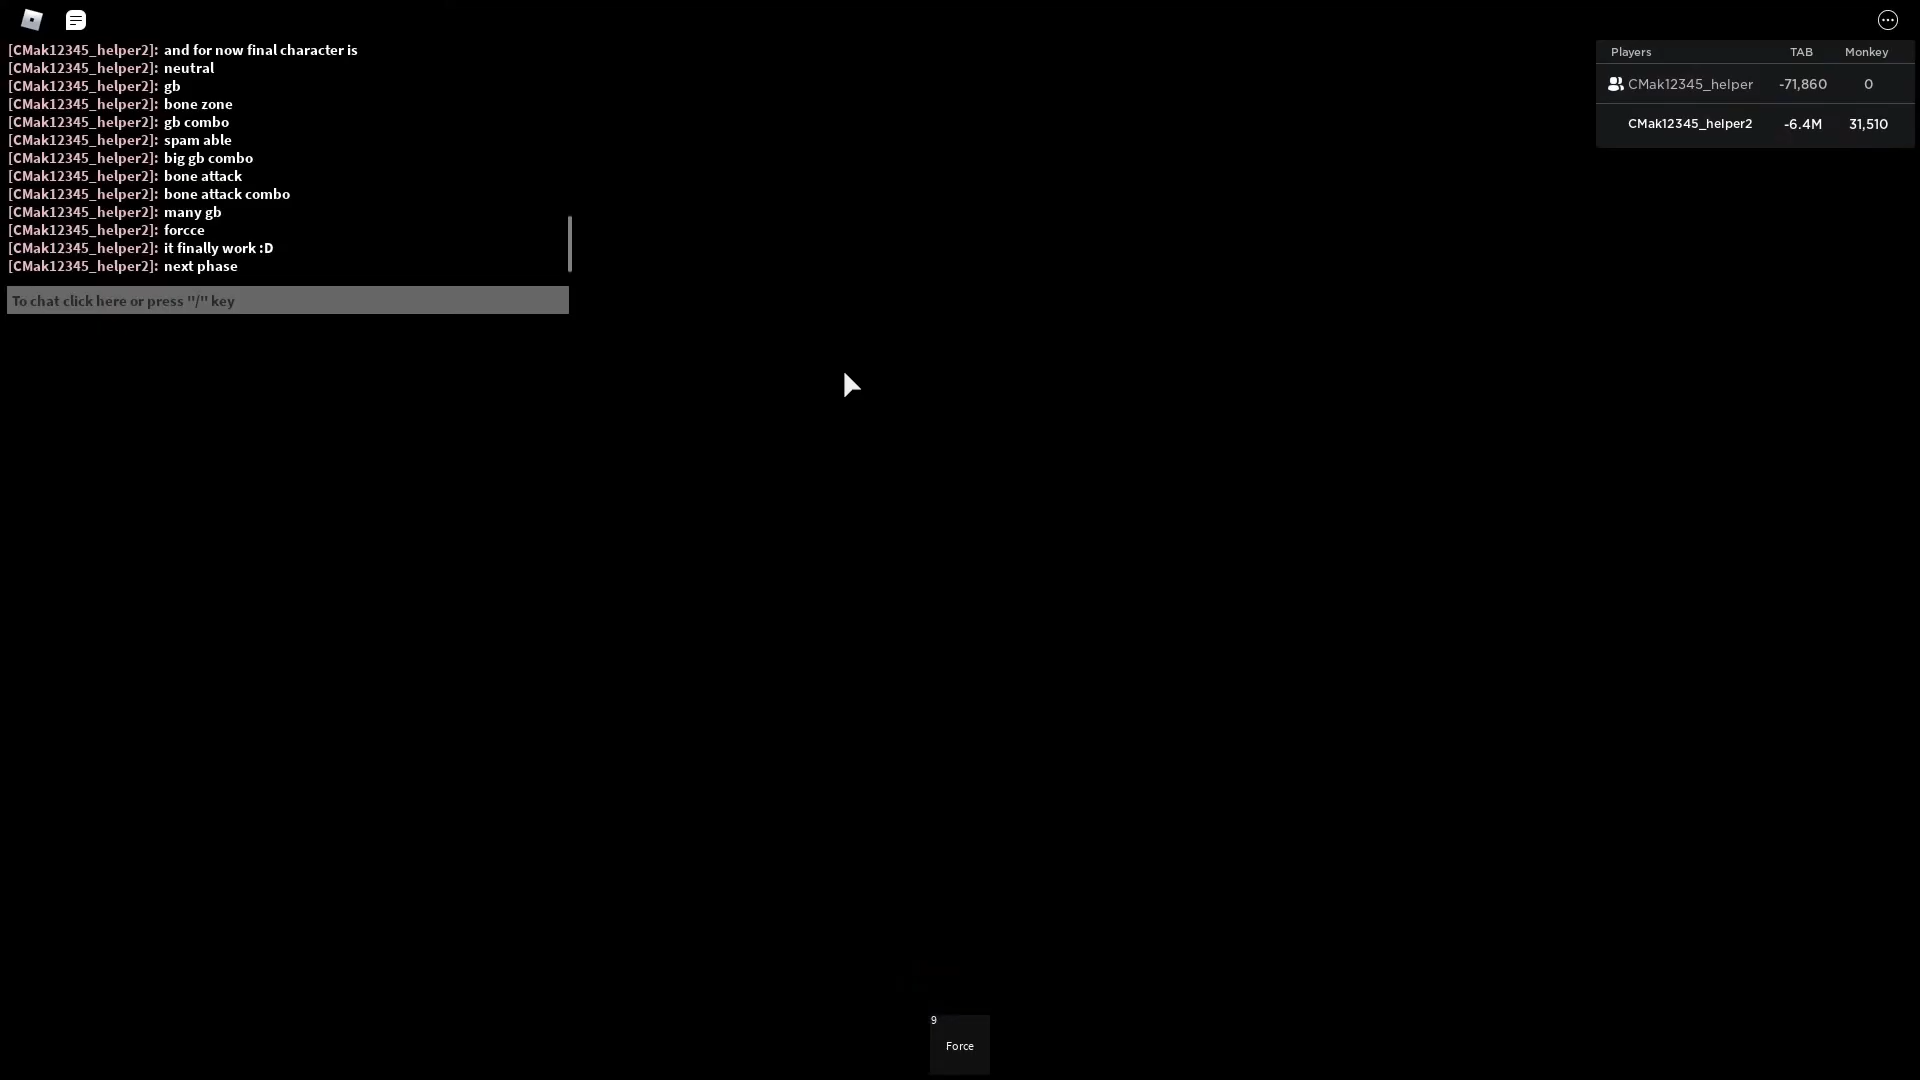 [CMak12345_helper2]: and for now final character is
[CMak12345_helper2]: neutral
[CMak12345_helper2]: gb
[CMak12345_helper2]: bone zone
[CMak12345_helper2]: gb combo
[CMak12345_helper2]: spam able
[CMak12345_helper2]: big gb combo
[CMak12345_helper2]: bone attack
[CMak12345_helper2]: bone attack combo
[CMak12345_helper2]: many gb
[CMak12345_helper2]: forcce
[CMak12345_helper2]: it finally work :D
[CMak12345_helper2]: next phase
To chat click here or press "/" key
Players TAB Monkey
CMak12345_helper -71,860 0
CMak12345_helper2 -6.4M 31,510
9
Force